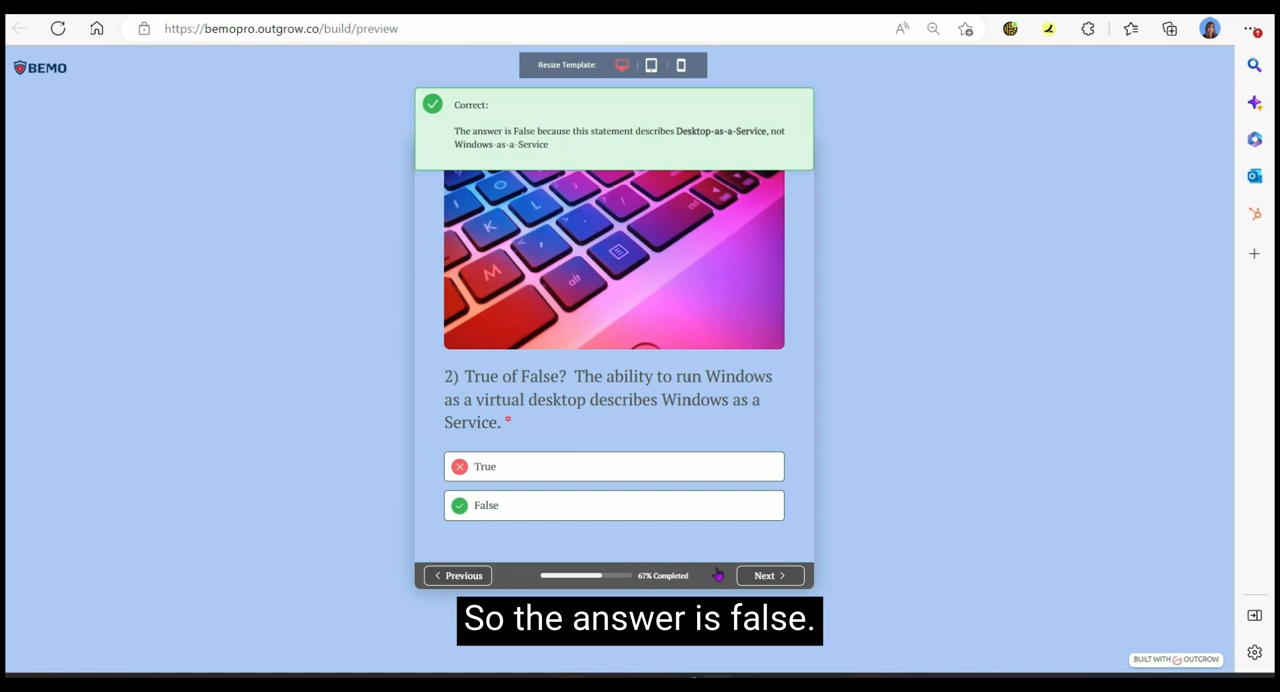 https://bemopro.outgrow.co/build/preview
BEMO
Resize Template:
Correct:
The answer is False because this statement describes Desktop-as-a-Service, not
Windows-as-a-Service
I
O
K
L
M
alt
ctrl
2) True of False? The ability to run Windows
as a virtual desktop describes Windows as a
Service. *
True
False
Previous
67% Completed
Next
So the answer is false.
BUILT WITH OUTGROW